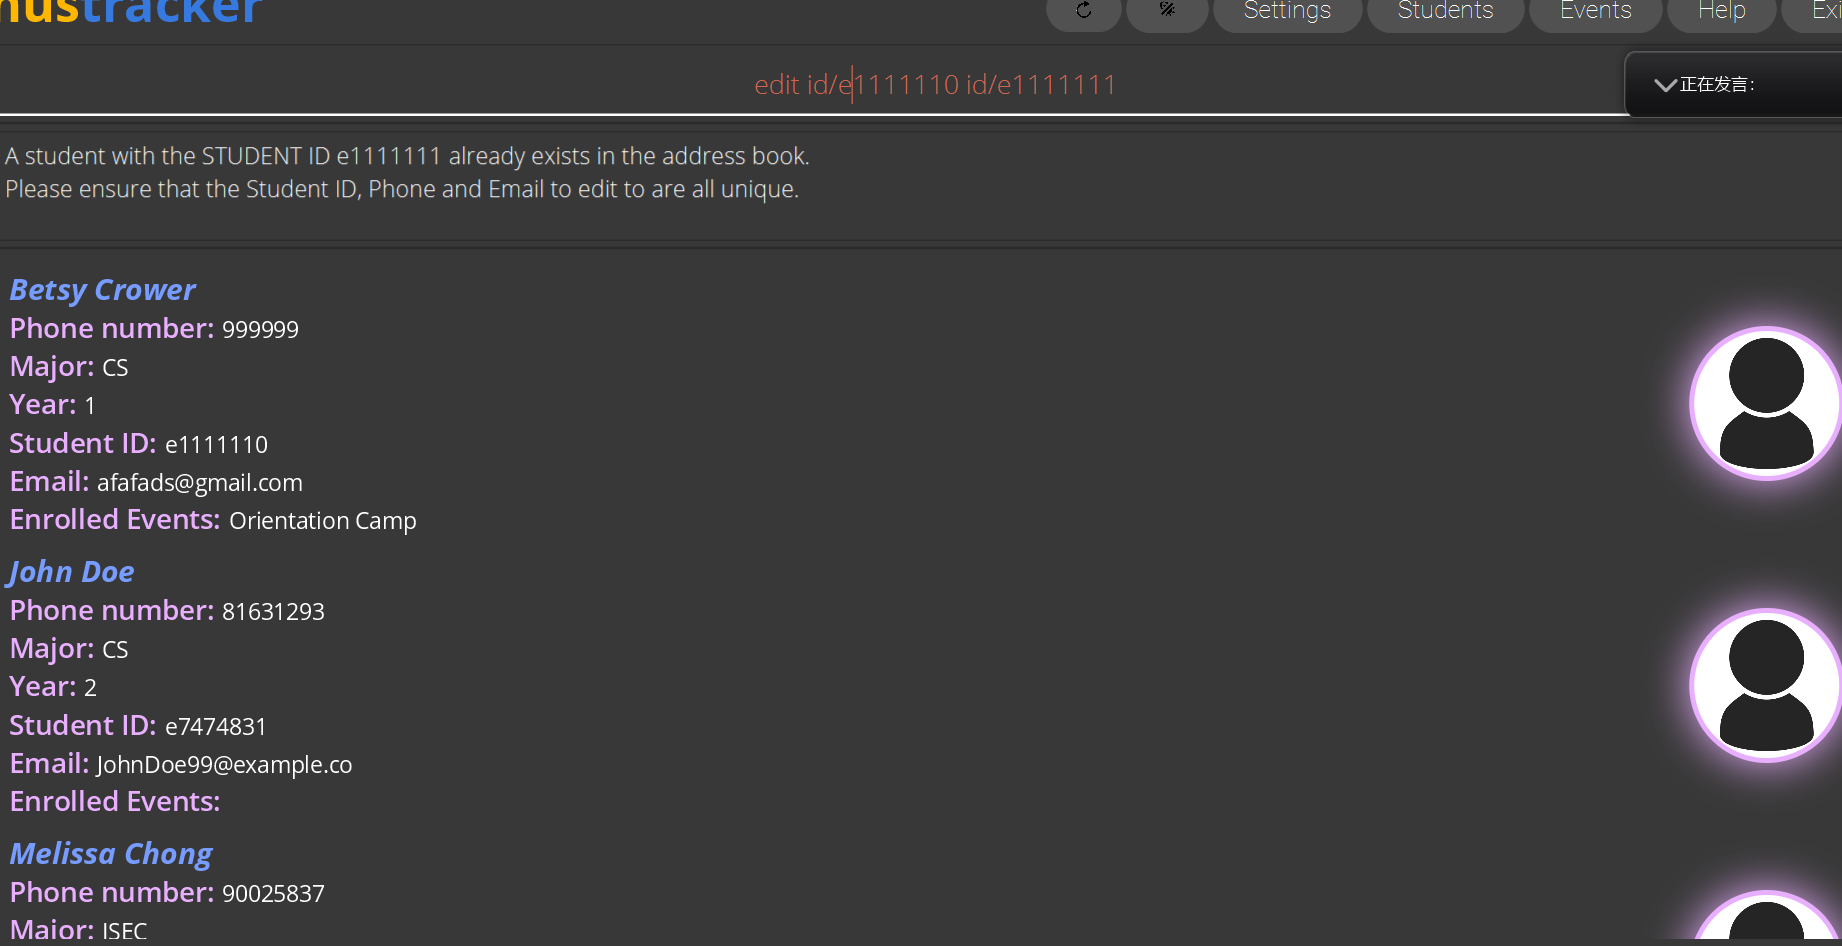 nustracker
Settings Students Events Help Exi
edit id/e1111110 id/e1111111
正在发言:
A student with the STUDENT ID e1111111 already exists in the address book.
Please ensure that the Student ID, Phone and Email to edit to are all unique.
Betsy Crower
Phone number: 999999
Major: CS
Year: 1
Student ID: e1111110
Email: afafads@gmail.com
Enrolled Events: Orientation Camp
John Doe
Phone number: 81631293
Major: CS
Year: 2
Student ID: e7474831
Email: JohnDoe99@example.co
Enrolled Events:
Melissa Chong
Phone number: 90025837
Major: ISEC